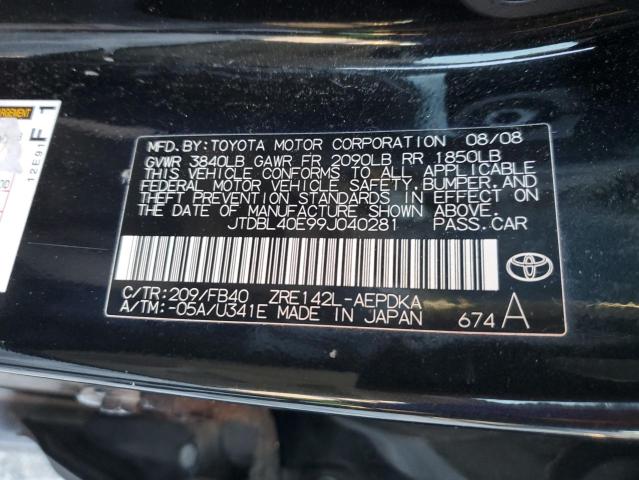 MFD. BY: TOYOTA MOTOR CORPORATION 08/08
GVWR 3840LB GAWR FR 2090LB RR 1850LB
THIS VEHICLE CONFORMS TO ALL APPLICABLE
FEDERAL MOTOR VEHICLE SAFETY, BUMPER, AND
THEFT PREVENTION STANDARDS IN EFFECT ON
THE DATE OF MANUFACTURE SHOWN ABOVE.
JTDBL40E99J040281 PASS. CAR
C/TR: 209/FB40 ZRE142L-AEPDKA
A/TM: -05A/U341E MADE IN JAPAN 674 A
12E91 F 1